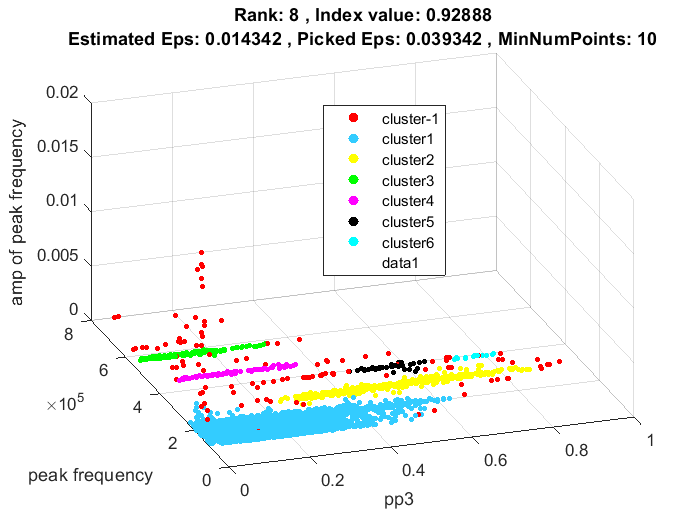 Rank: 8 , Index value: 0.92888
Estimated Eps: 0.014342 , Picked Eps: 0.039342 , MinNumPoints: 10
amp of peak frequency
0.02
0.015
0.01
0.005
0
8
6
4
2
0
×10⁵
peak frequency
0
0.2
0.4
0.6
0.8
1
pp3
cluster-1
cluster1
cluster2
cluster3
cluster4
cluster5
cluster6
data1